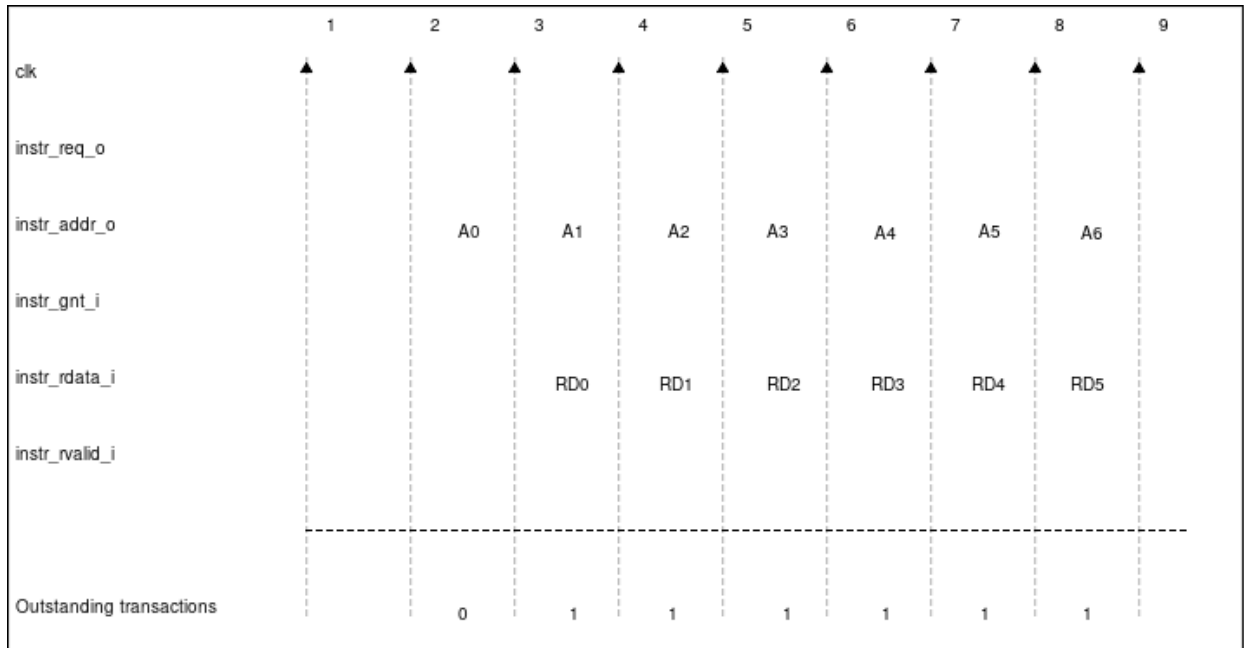 1 2 3 4 5 6 7 8 9
clk
instr_req_o
instr_addr_o A0 A1 A2 A3 A4 A5 A6
instr_gnt_i
instr_rdata_i RD0 RD1 RD2 RD3 RD4 RD5
instr_rvalid_i
Outstanding transactions 0 1 1 1 1 1 1